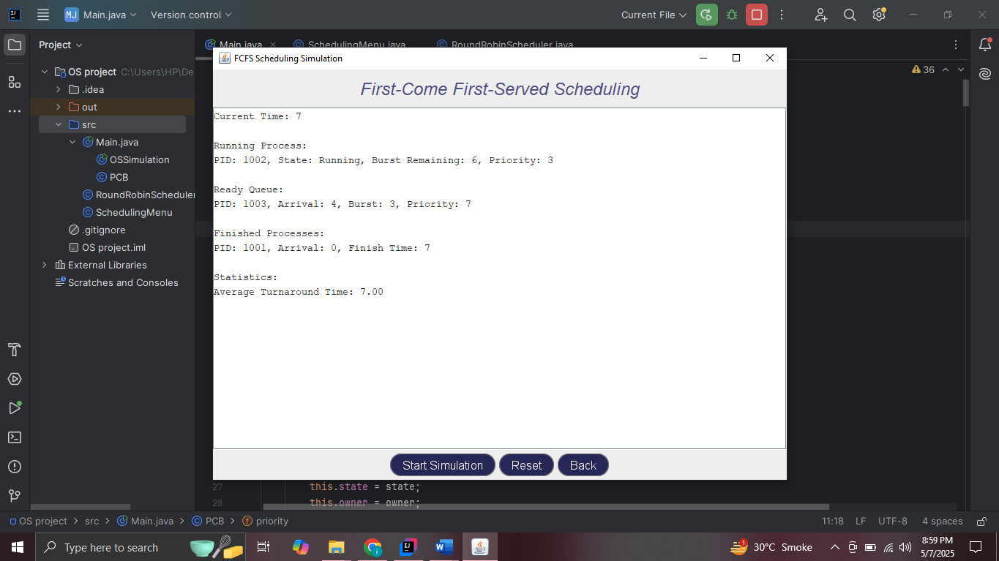 MJ Main.java Version control Current File
Project
Main.java SchedulingMenu.java RoundRobinScheduler.java
FCFS Scheduling Simulation
OS project C:\Users\HP\De
36
.idea
First-Come First-Served Scheduling
out
Current Time: 7
src
Main.java
Running Process:
OSSimulation
PID: 1002, State: Running, Burst Remaining: 6, Priority: 3
PCB
Ready Queue:
RoundRobinScheduler
PID: 1003, Arrival: 4, Burst: 3, Priority: 7
SchedulingMenu
.gitignore
Finished Processes:
OS project.iml
PID: 1001, Arrival: 0, Finish Time: 7
External Libraries
Statistics:
Scratches and Consoles
Average Turnaround Time: 7.00
Start Simulation Reset Back
27 this.state = state;
28 this.owner = owner;
OS project > src > Main.java > PCB > priority 11:18 LF UTF-8 4 spaces
Type here to search 1 30°C Smoke 8:59 PM
5/7/2025